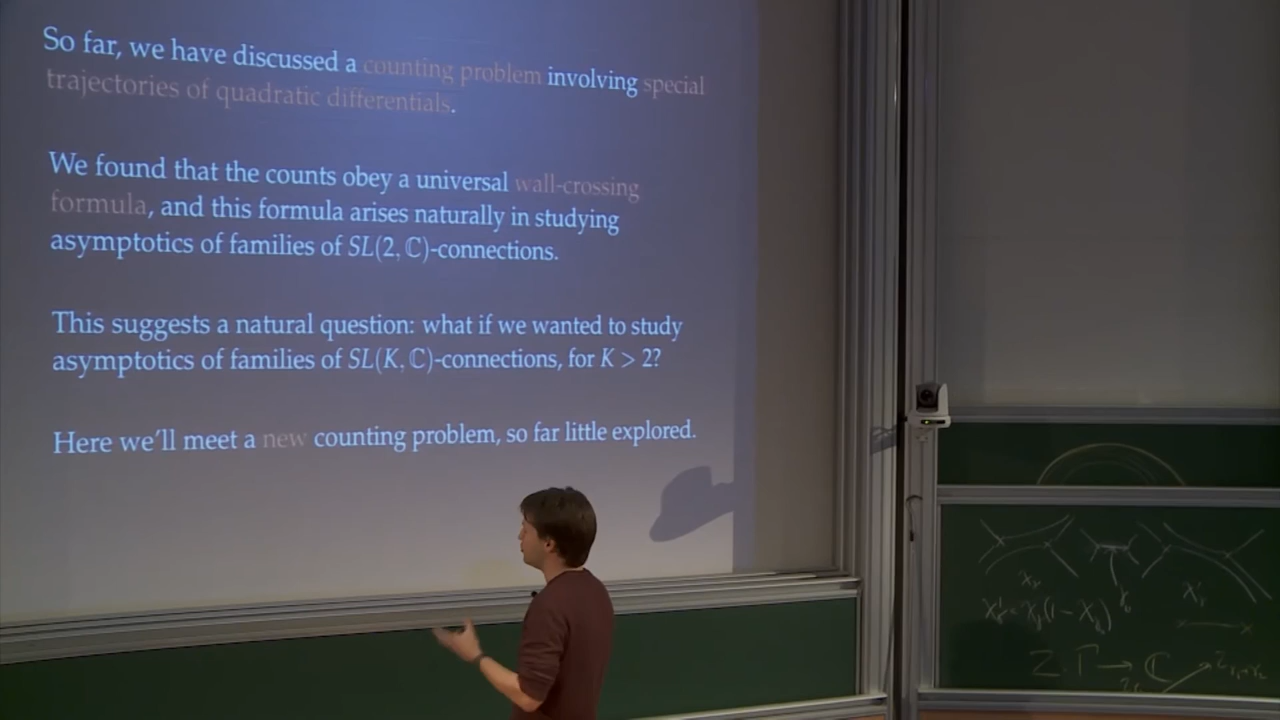 So far, we have discussed a counting problem involving special
trajectories of quadratic differentials.
We found that the counts obey a universal wall-crossing
formula, and this formula arises naturally in studying
asymptotics of families of SL(2, ℂ)-connections.
This suggests a natural question: what if we wanted to study
asymptotics of families of SL(K, ℂ)-connections, for K > 2?
Here we'll meet a new counting problem, so far little explored.